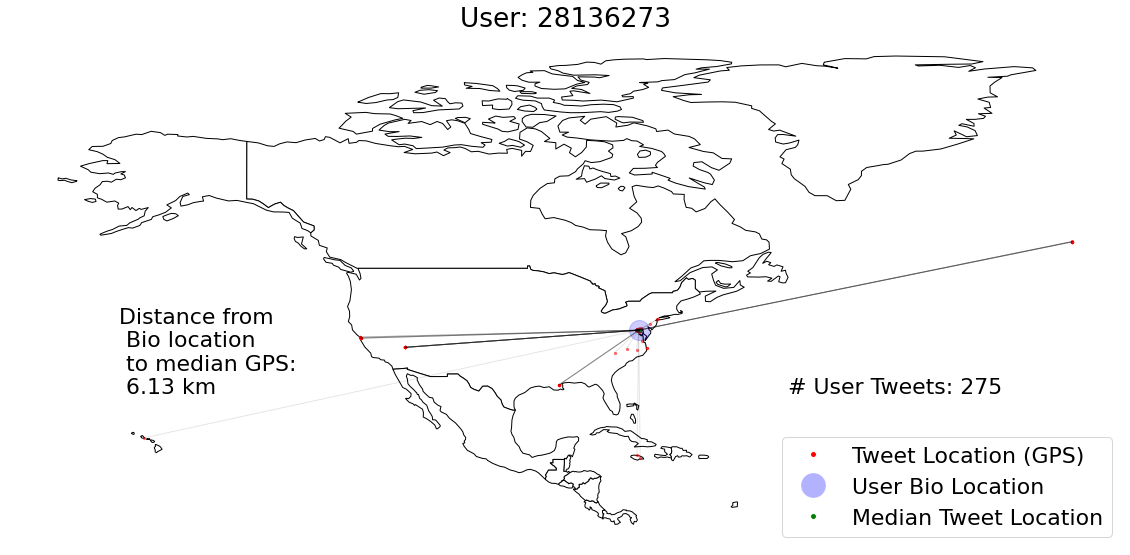 User: 28136273
Distance from
Bio location
to median GPS:
6.13 km
# User Tweets: 275
Tweet Location (GPS)
User Bio Location
Median Tweet Location